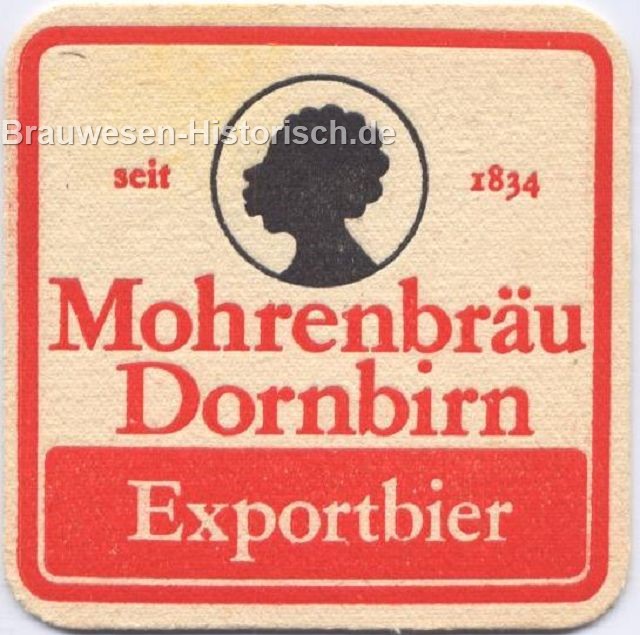 Brauwesen-Historisch.de
seit 1834
Mohrenbräu
Dornbirn
Exportbier